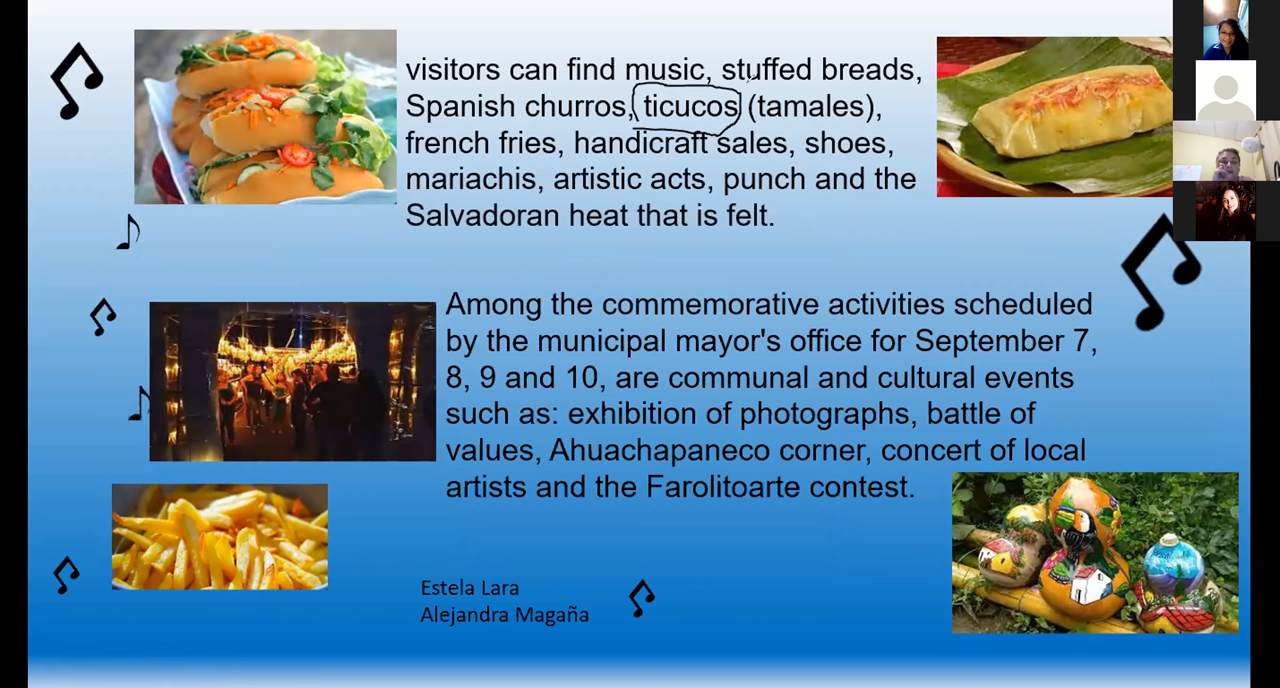 visitors can find music, stuffed breads,
Spanish churros, ticucos (tamales),
french fries, handicraft sales, shoes,
mariachis, artistic acts, punch and the
Salvadoran heat that is felt.
Among the commemorative activities scheduled
by the municipal mayor's office for September 7,
8, 9 and 10, are communal and cultural events
such as: exhibition of photographs, battle of
values, Ahuachapaneco corner, concert of local
artists and the Farolitoarte contest.
Estela Lara
Alejandra Magaña